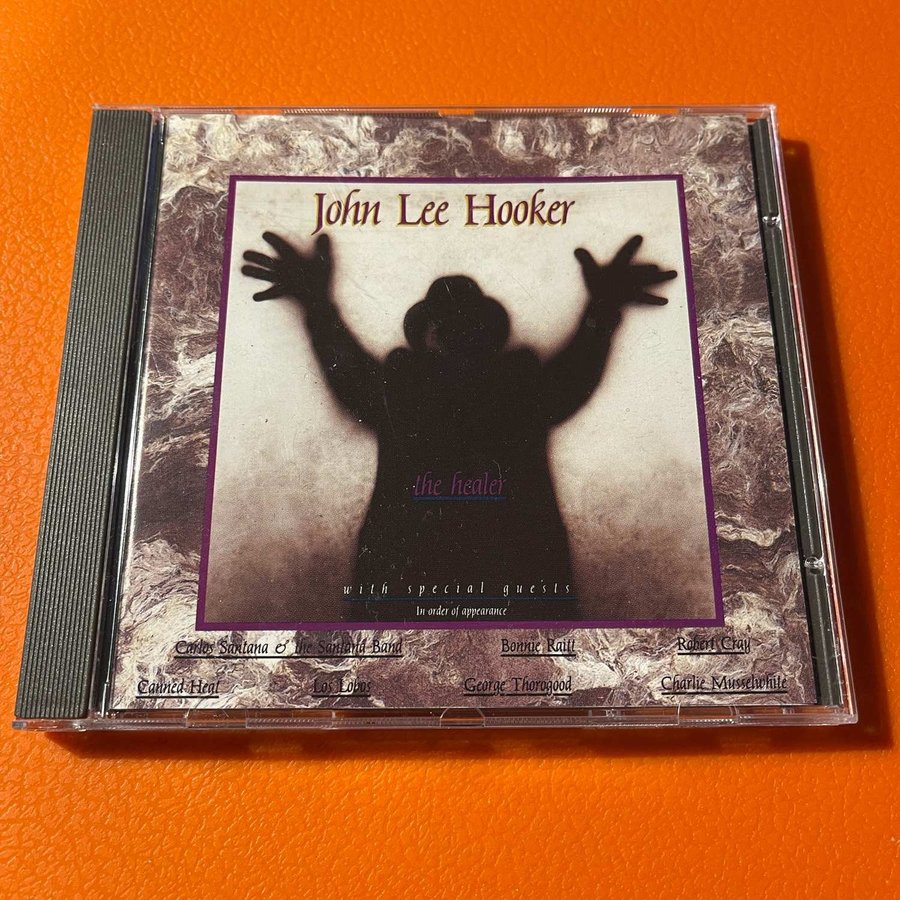 John Lee Hooker
the healer
with special guests
In order of appearance
Carlos Santana & the Santana Band Bonnie Raitt Robert Cray
Canned Heat Los Lobos George Thorogood Charlie Musselwhite